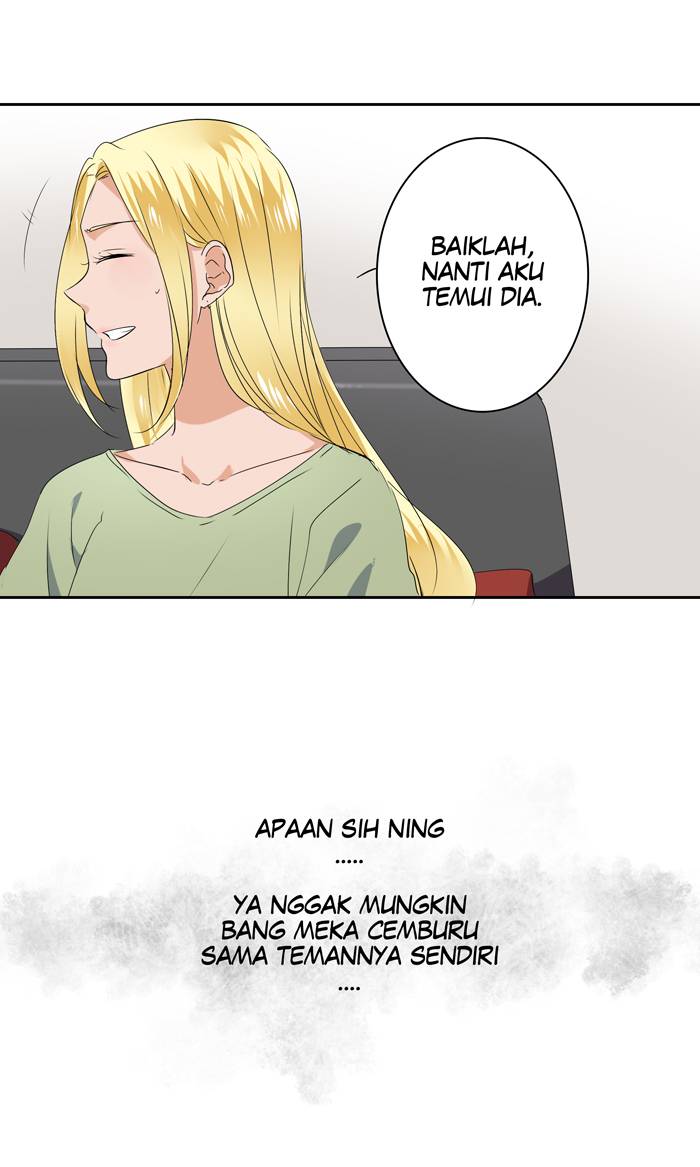 BAIKLAH,
NANTI AKU
TEMUI DIA.
APAAN SIH NING
.....
YA NGGAK MUNGKIN
BANG MEKA CEMBURU
SAMA TEMANNYA SENDIRI
....